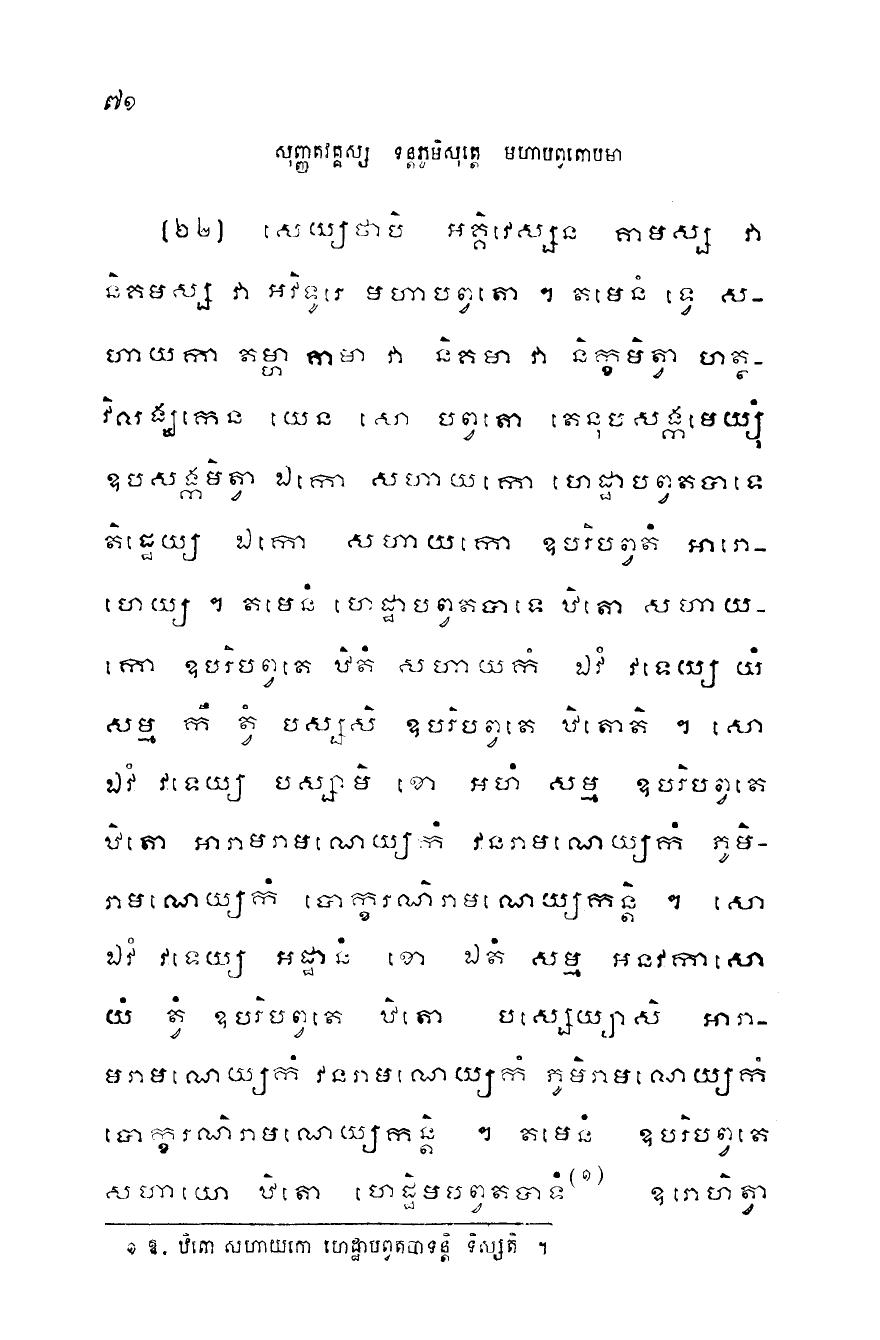 ៧១
សុញ្ញតវគ្គស្ស ទន្តភូមិសុត្តេ មហាបព្វតោបមា
(២២) សេយ្យថាបិ អគ្គិវេស្សន គាមស្ស វា
និគមស្ស វា អវិទូរេ មហាបព្វតោ ។ តមេនំ ទ្វេ ស-
ហាយកា តម្ហា គាមា វា និគមា វា និក្ខមិត្វា ហត្ថ-
វិលង្ឃកេន យេន សោ បព្វតោ តេនុបសង្កមេយ្យុំ
ឧបសង្កមិត្វា ឯកោ សហាយកោ ហេដ្ឋាបព្វតបាទេ
តិដ្ឋេយ្យ ឯកោ សហាយកោ ឧបរិបព្វតំ អារោ-
ហេយ្យ ។ តមេនំ ហេដ្ឋាបព្វតបាទេ ឋិតោ សហាយ-
កោ ឧបរិបព្វតេ ឋិតំ សហាយកំ ឯវំ វទេយ្យ យំ
សម្ម កឹ ត្វំ បស្សសិ ឧបរិបព្វតេ ឋិតោតិ ។ សោ
ឯវំ វទេយ្យ បស្សាមិ ខោ អហំ សម្ម ឧបរិបព្វតេ
ឋិតោ អារាមរាមណេយ្យកំ វនរាមណេយ្យកំ ភូមិ-
រាមណេយ្យកំ បោក្ខរណិរាមណេយ្យកន្តិ ។ សោ
ឯវំ វទេយ្យ អដ្ឋានំ ខោ ឯតំ សម្ម អនវកាសោ
យំ ត្វំ ឧបរិបព្វតេ ឋិតោ បស្សេយ្យាសិ អារា-
មរាមណេយ្យកំ វនរាមណេយ្យកំ ភូមិរាមណេយ្យកំ
បោក្ខរណិរាមណេយ្យកន្តិ ។ តមេនំ ឧបរិបព្វតេ
សហាយោ ឋិតោ ហេដ្ឋិមបព្វតបាទំ(១) ឧរោហិត្វា
១ ឱ. ឋិតោ សហាយកោ ហេដ្ឋាបព្វតបាទន្តិ ទិស្សតិ ។